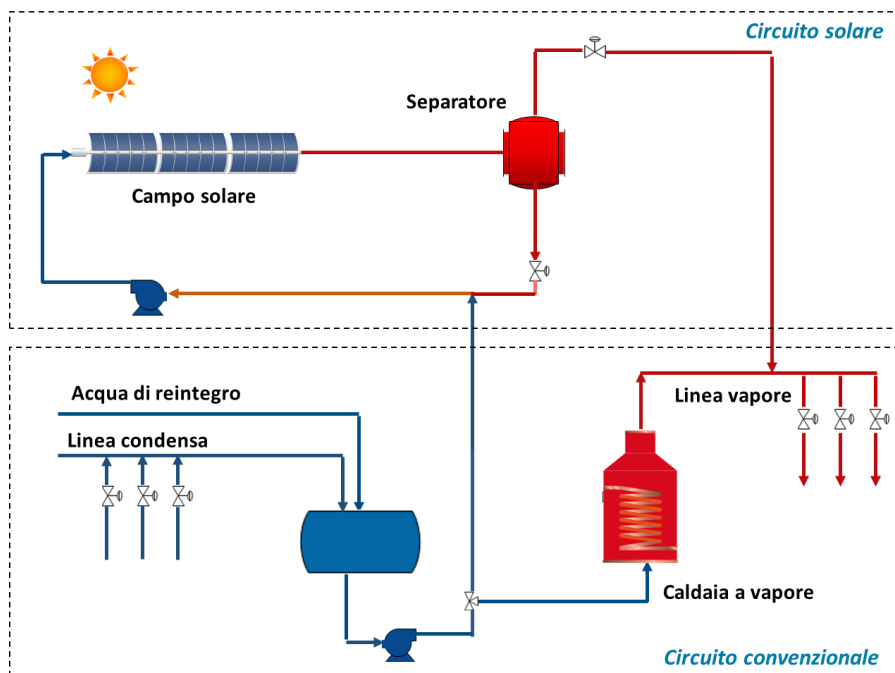 Circuito solare
Separatore
Campo solare
Acqua di reintegro
Linea vapore
Linea condensa
Caldaia a vapore
Circuito convenzionale